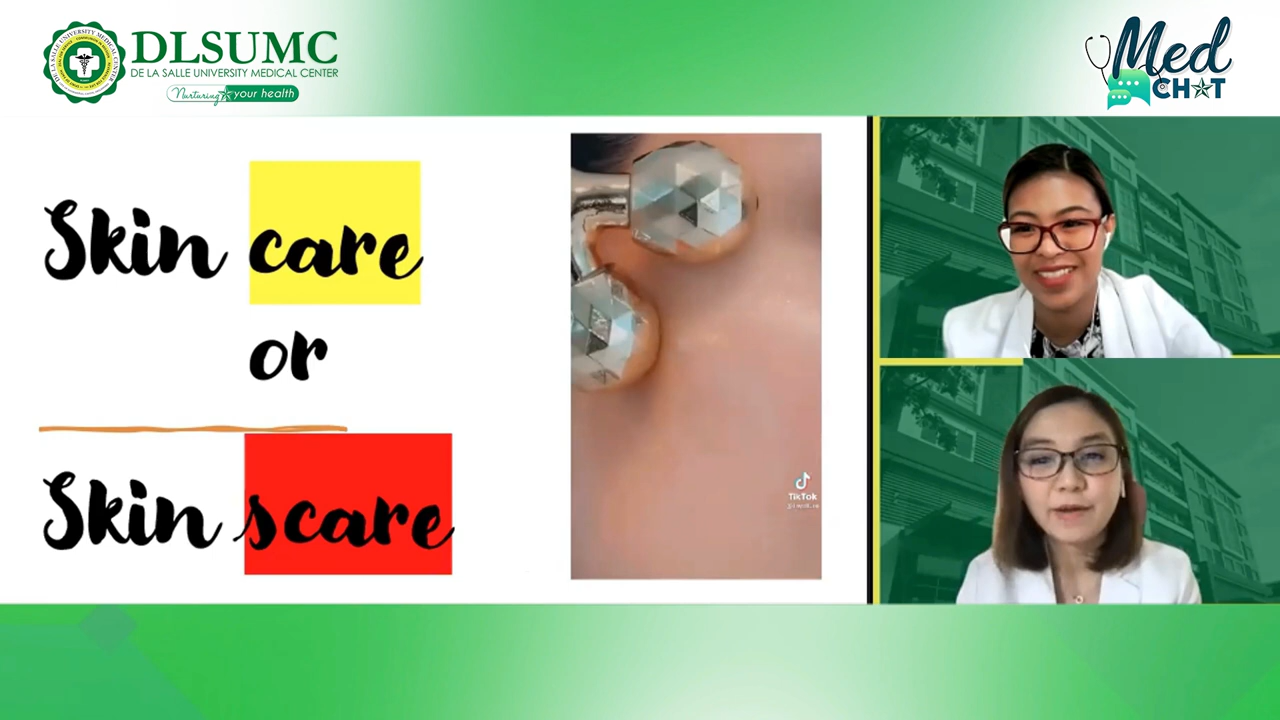 DLSUMC
DE LA SALLE UNIVERSITY MEDICAL CENTER
Nurturing your health
Med
CHAT
Skin care
or
Skin scare
TikTok